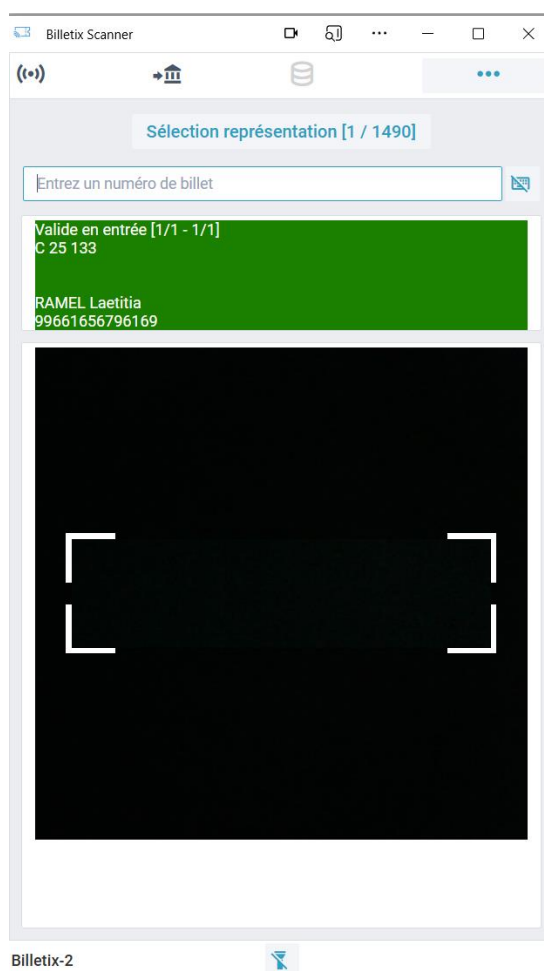 Billetix Scanner
Sélection représentation [1 / 1490]
Entrez un numéro de billet
Valide en entrée [1/1 - 1/1]
C 25 133
RAMEL Laetitia
99661656796169
Billetix-2